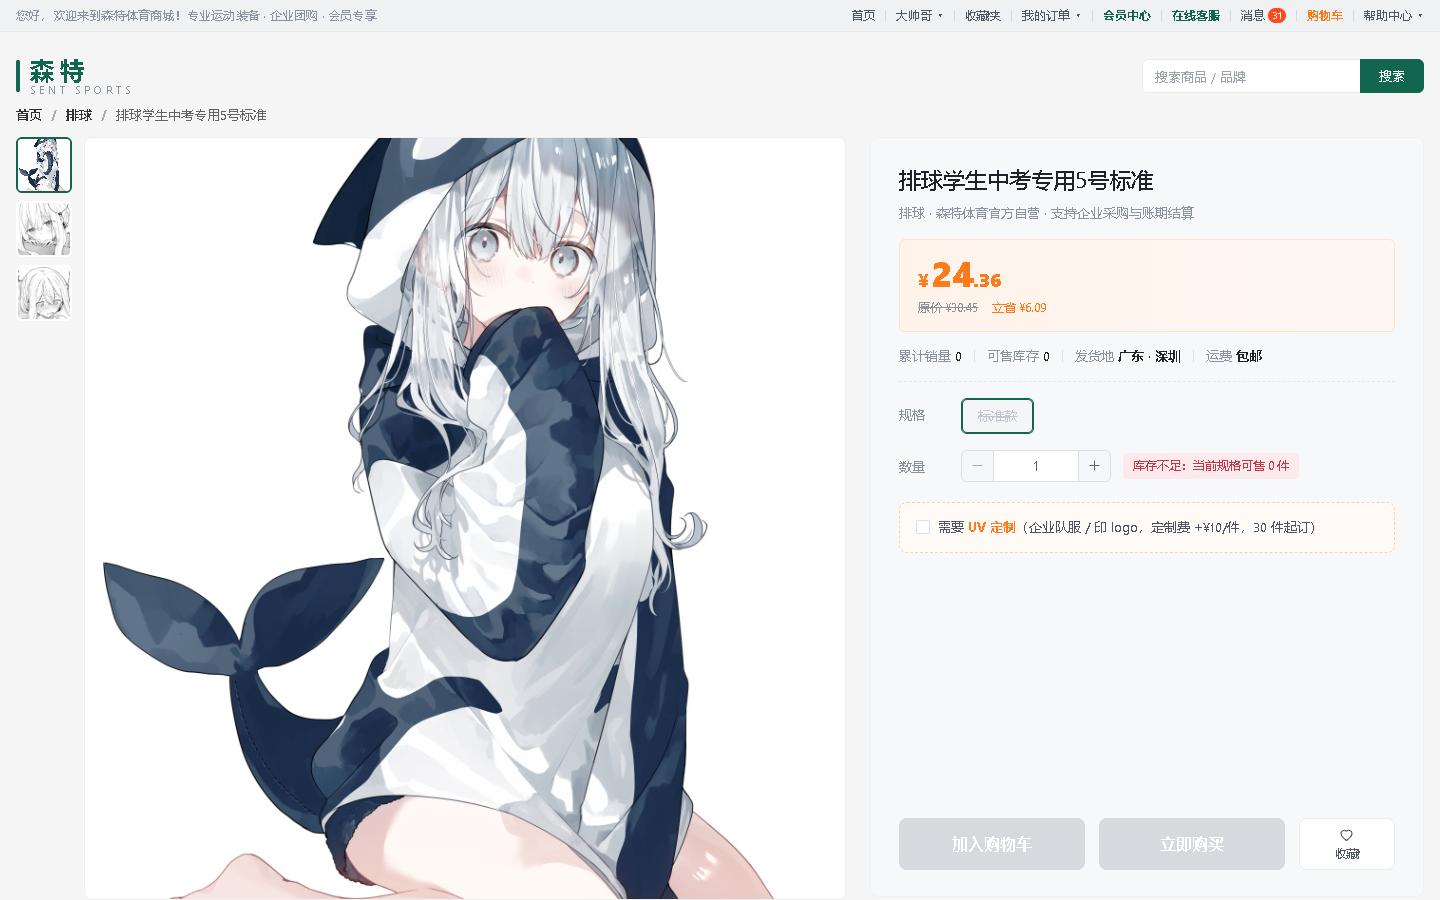 您好，欢迎来到森特体育商城！专业运动装备 · 企业团购 · 会员专享
首页 大帅哥 收藏夹 我的订单 会员中心 在线客服 消息 31 购物车 帮助中心
森特
SENT SPORTS
搜索商品 / 品牌 搜索
首页 / 排球 / 排球学生中考专用5号标准
排球学生中考专用5号标准
排球 · 森特体育官方自营 · 支持企业采购与账期结算
¥24.36
原价 ¥30.45 立省 ¥6.09
累计销量 0 可售库存 0 发货地 广东 · 深圳 运费 包邮
规格 标准款
数量 1 库存不足：当前规格可售 0 件
需要 UV 定制（企业队服 / 印 logo，定制费 +¥10/件，30 件起订）
加入购物车 立即购买 收藏